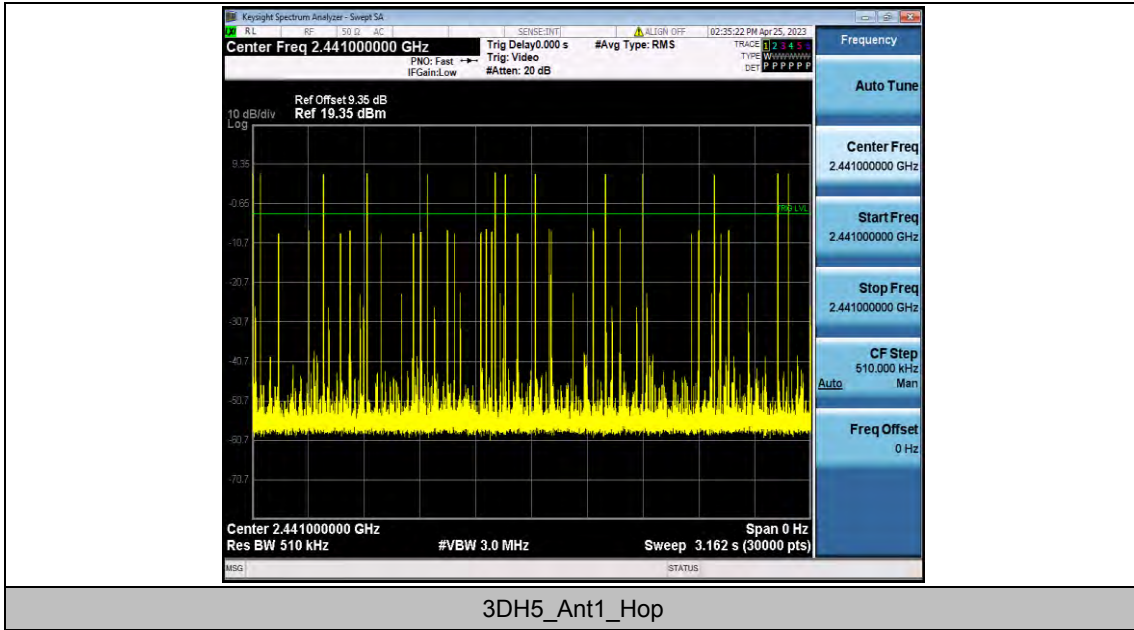 Keysight Spectrum Analyzer - Swept SA
RL RF 50 Ω AC SENSE:INT ALIGN OFF 02:35:22 PM Apr 25, 2023
Center Freq 2.441000000 GHz
PNO: Fast
IFGain:Low
Trig Delay0.000 s
Trig: Video
#Atten: 20 dB
#Avg Type: RMS
TRACE 1 2 3 4 5
TYPE W
DET P P P P P P
Frequency
Auto Tune
Ref Offset 9.35 dB
10 dB/div Ref 19.35 dBm
Log
9.35
-0.65
TRIG LVL
-10.7
-20.7
-30.7
-40.7
-50.7
-60.7
-70.7
Center Freq
2.441000000 GHz
Start Freq
2.441000000 GHz
Stop Freq
2.441000000 GHz
CF Step
510.000 kHz
Auto Man
Freq Offset
0 Hz
Center 2.441000000 GHz Span 0 Hz
Res BW 510 kHz #VBW 3.0 MHz Sweep 3.162 s (30000 pts)
MSG STATUS
3DH5_Ant1_Hop